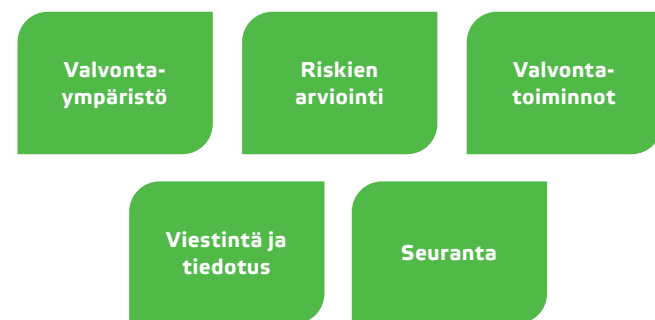 Valvonta-
ympäristö
Riskien
arviointi
Valvonta-
toiminnot
Viestintä ja
tiedotus
Seuranta